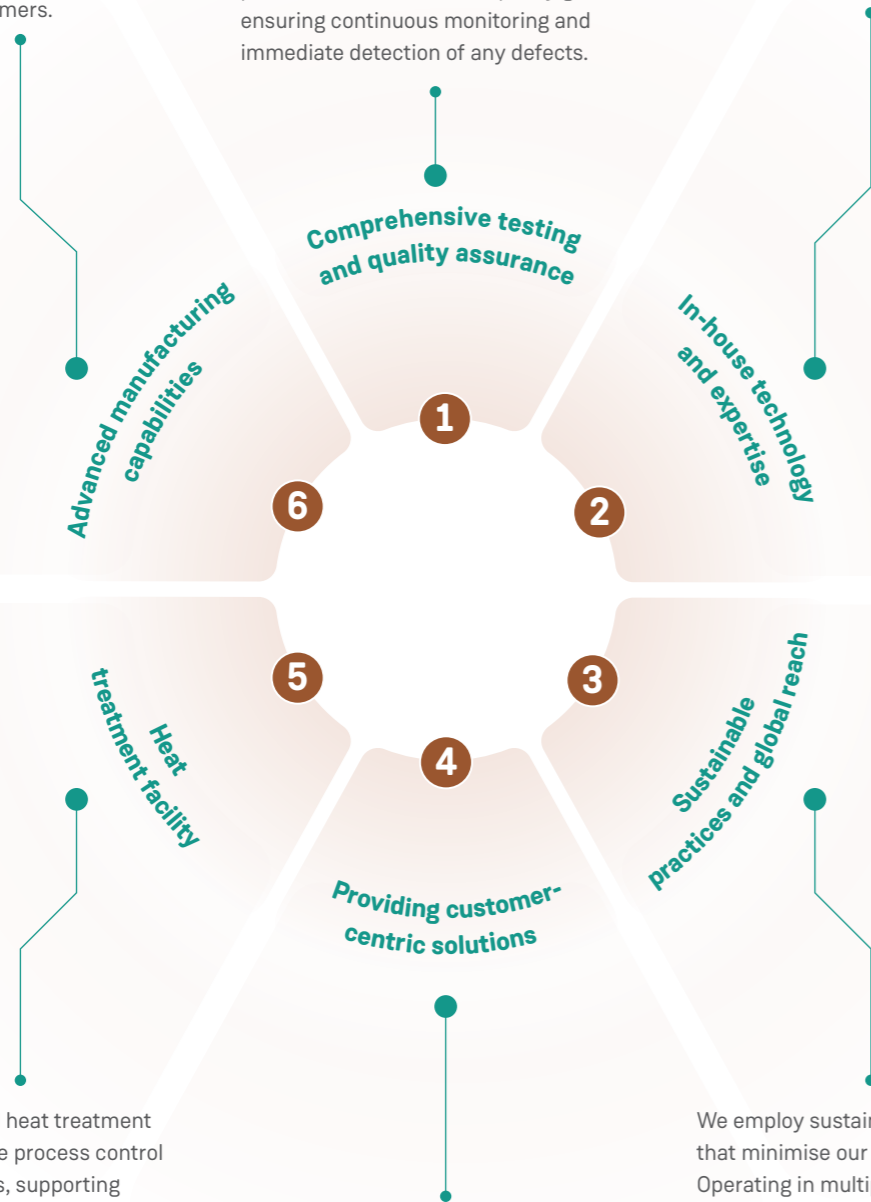 mers.
ensuring continuous monitoring and
immediate detection of any defects.
Comprehensive testing
and quality assurance
1
In-house technology
and expertise
2
Sustainable
practices and global reach
3
Providing customer-
centric solutions
4
Heat
treatment facility
5
Advanced manufacturing
capabilities
6
heat treatment
e process control
s, supporting
We employ sustain
that minimise our
Operating in multi